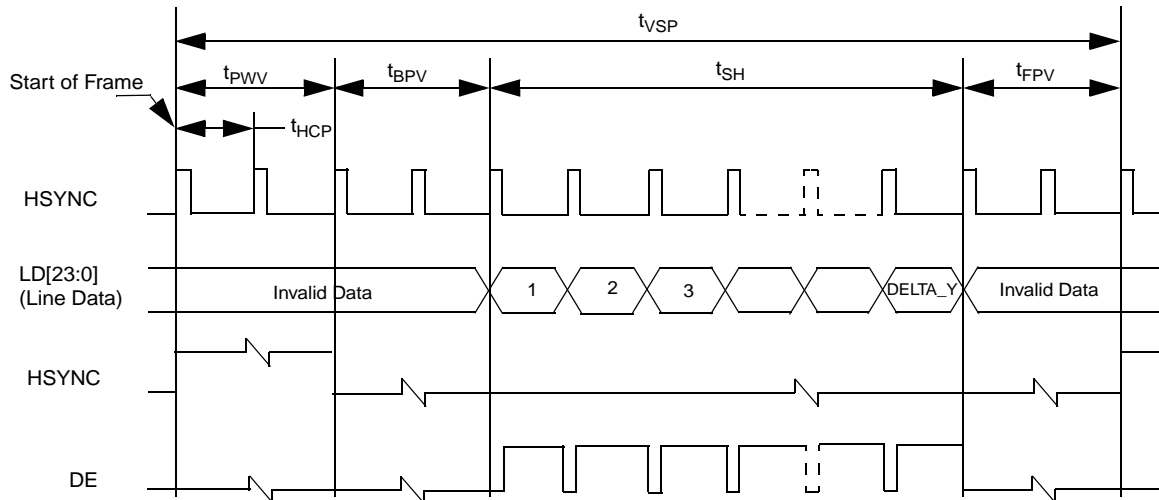 tVSP
tPWV
tBPV
tSH
tFPV
Start of Frame
tHCP
HSYNC
LD[23:0]
(Line Data)
Invalid Data
1
2
3
DELTA_Y
Invalid Data
HSYNC
DE